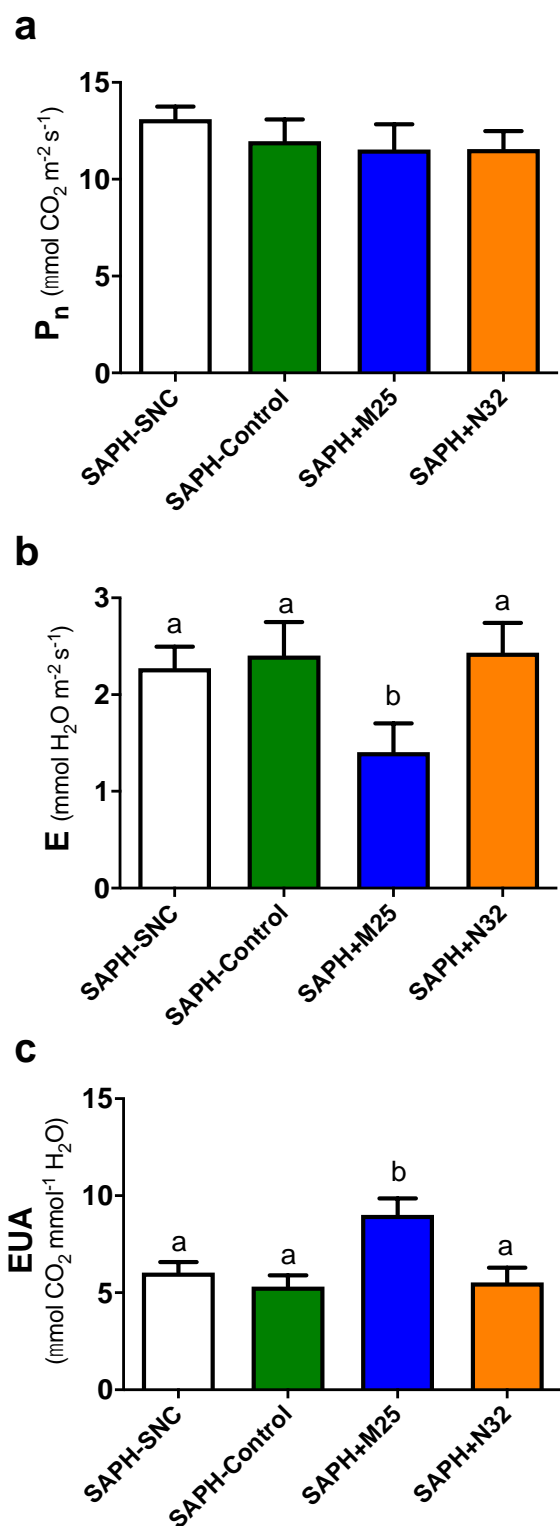 a
15
10
5
0
P_n (mmol CO₂ m⁻² s⁻¹)
SAPH-SNC
SAPH-Control
SAPH+M25
SAPH+N32
b
3
2
1
0
E (mmol H₂O m⁻² s⁻¹)
a
a
b
a
SAPH-SNC
SAPH-Control
SAPH+M25
SAPH+N32
c
15
10
5
0
EUA
(mmol CO₂ mmol⁻¹ H₂O)
a
a
b
a
SAPH-SNC
SAPH-Control
SAPH+M25
SAPH+N32